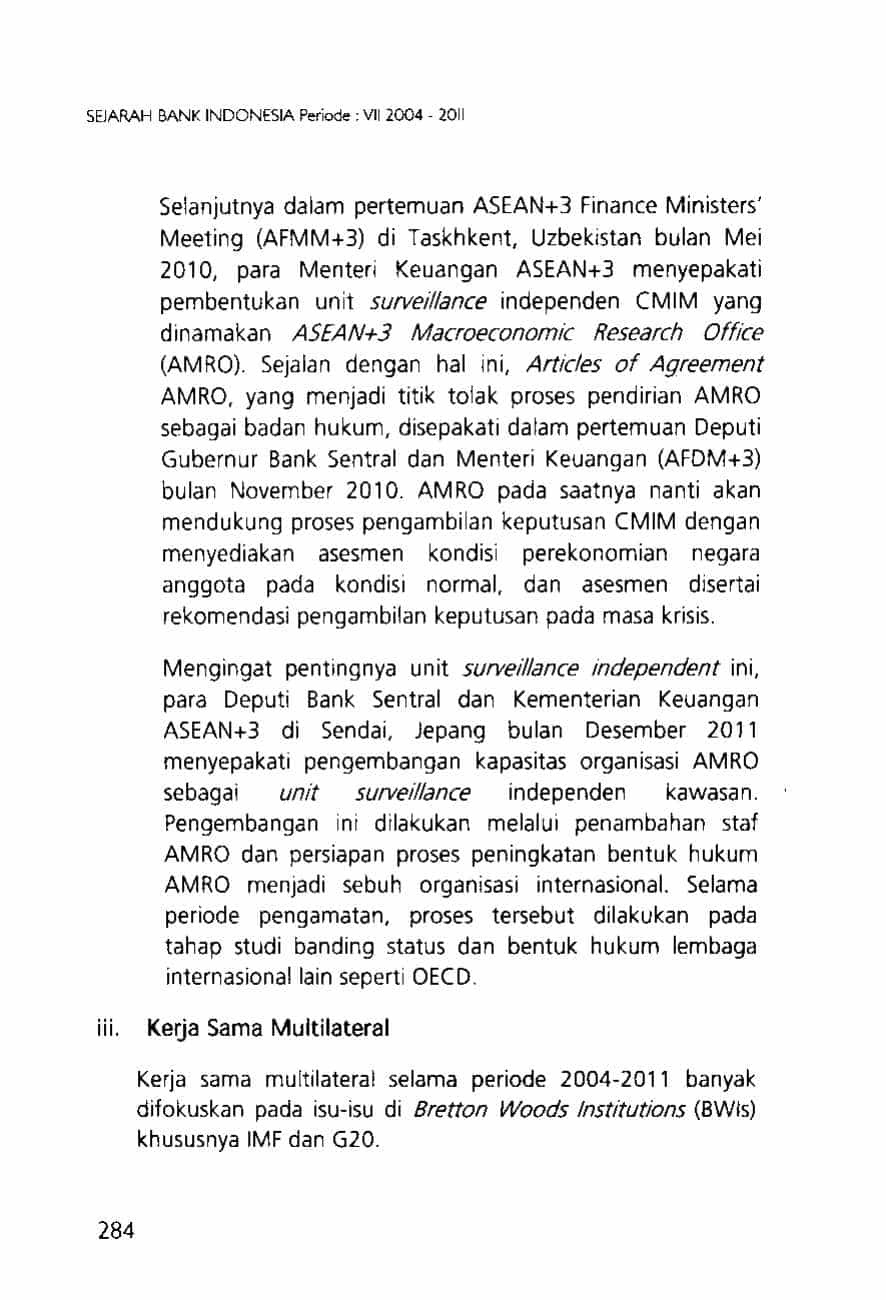 SEJARAH BANK INDONESIA Periode : VII 2004 - 2011
Selanjutnya dalam pertemuan ASEAN+3 Finance Ministers'
Meeting (AFMM+3) di Taskhkent, Uzbekistan bulan Mei
2010, para Menteri Keuangan ASEAN+3 menyepakati
pembentukan unit surveillance independen CMIM yang
dinamakan ASEAN+3 Macroeconomic Research Office
(AMRO). Sejalan dengan hal ini, Articles of Agreement
AMRO, yang menjadi titik tolak proses pendirian AMRO
sebagai badan hukum, disepakati dalam pertemuan Deputi
Gubernur Bank Sentral dan Menteri Keuangan (AFDM+3)
bulan November 2010. AMRO pada saatnya nanti akan
mendukung proses pengambilan keputusan CMIM dengan
menyediakan asesmen kondisi perekonomian negara
anggota pada kondisi normal, dan asesmen disertai
rekomendasi pengambilan keputusan pada masa krisis.
Mengingat pentingnya unit surveillance independent ini,
para Deputi Bank Sentral dan Kementerian Keuangan
ASEAN+3 di Sendai, Jepang bulan Desember 2011
menyepakati pengembangan kapasitas organisasi AMRO
sebagai unit surveillance independen kawasan.
Pengembangan ini dilakukan melalui penambahan staf
AMRO dan persiapan proses peningkatan bentuk hukum
AMRO menjadi sebuh organisasi internasional. Selama
periode pengamatan, proses tersebut dilakukan pada
tahap studi banding status dan bentuk hukum lembaga
internasional lain seperti OECD.
iii. Kerja Sama Multilateral
Kerja sama multilateral selama periode 2004-2011 banyak
difokuskan pada isu-isu di Bretton Woods Institutions (BWIs)
khususnya IMF dan G20.
284